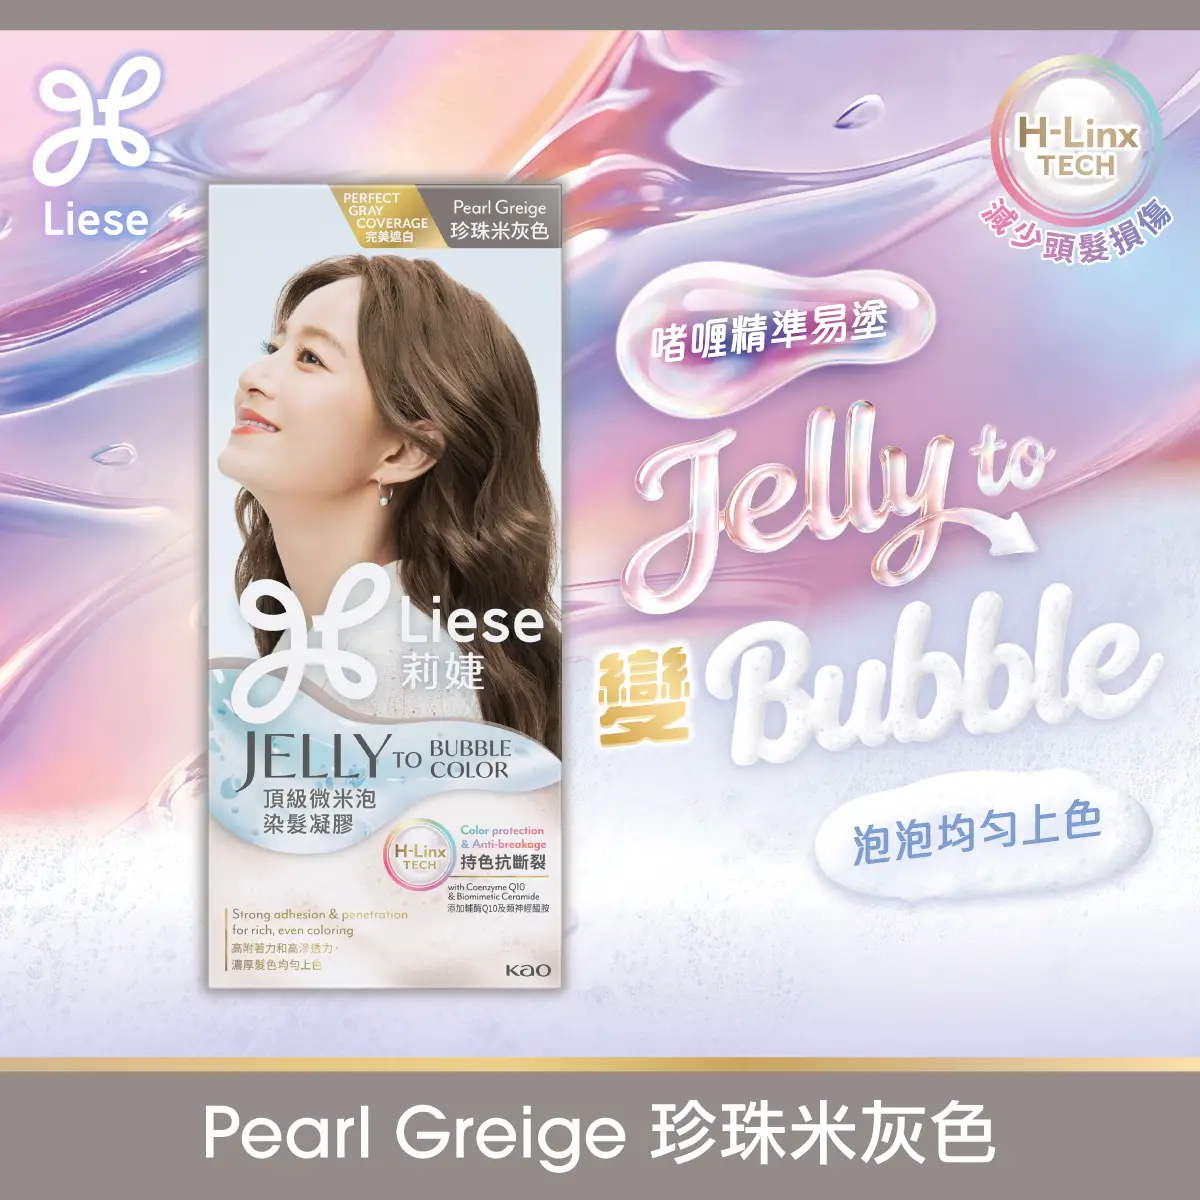 Liese
H-Linx
TECH
減少頭髮損傷
PERFECT
GRAY
COVERAGE
完美遮白
Pearl Greige
珍珠米灰色
啫喱精準易塗
Jelly to
變 Bubble
泡泡均勻上色
Liese
莉婕
JELLY TO BUBBLE
COLOR
頂級微米泡
染髮凝膠
H-Linx
TECH
Color protection
& Anti-breakage
持色抗斷裂
with Coenzyme Q10
& Biomimetic Ceramide
添加輔酶Q10及類神經醯胺
Strong adhesion & penetration
for rich, even coloring
高附著力和高滲透力，
濃厚髮色均勻上色
Kao
Pearl Greige 珍珠米灰色